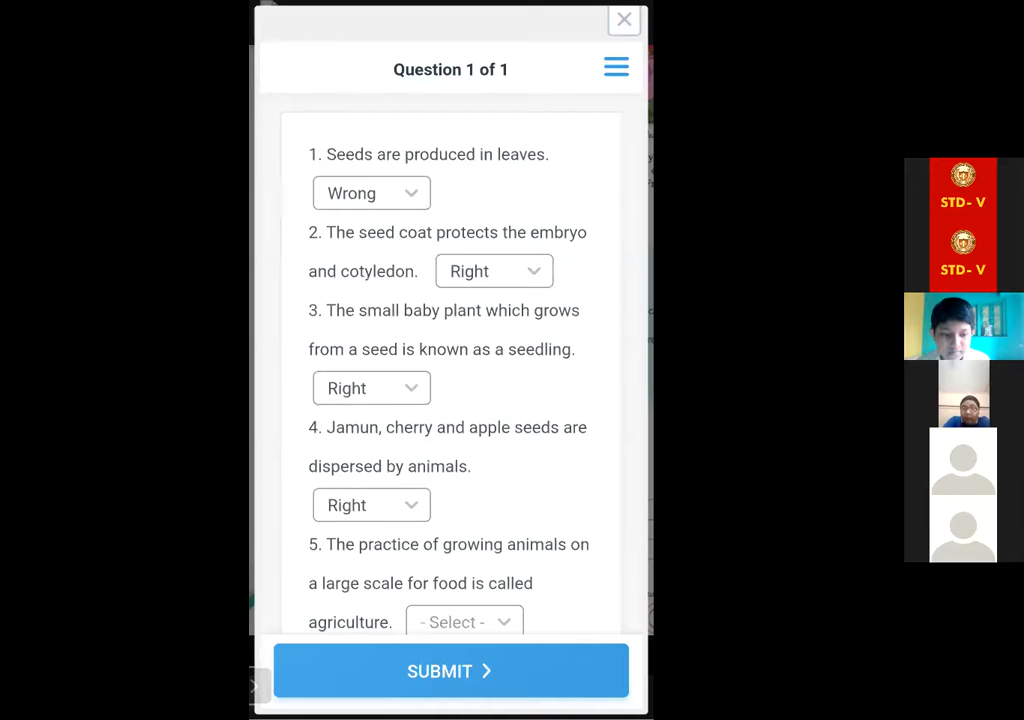 Question 1 of 1
1. Seeds are produced in leaves.
Wrong
2. The seed coat protects the embryo
and cotyledon. Right
3. The small baby plant which grows
from a seed is known as a seedling.
Right
4. Jamun, cherry and apple seeds are
dispersed by animals.
Right
5. The practice of growing animals on
a large scale for food is called
agriculture. - Select -
SUBMIT
STD- V
STD- V